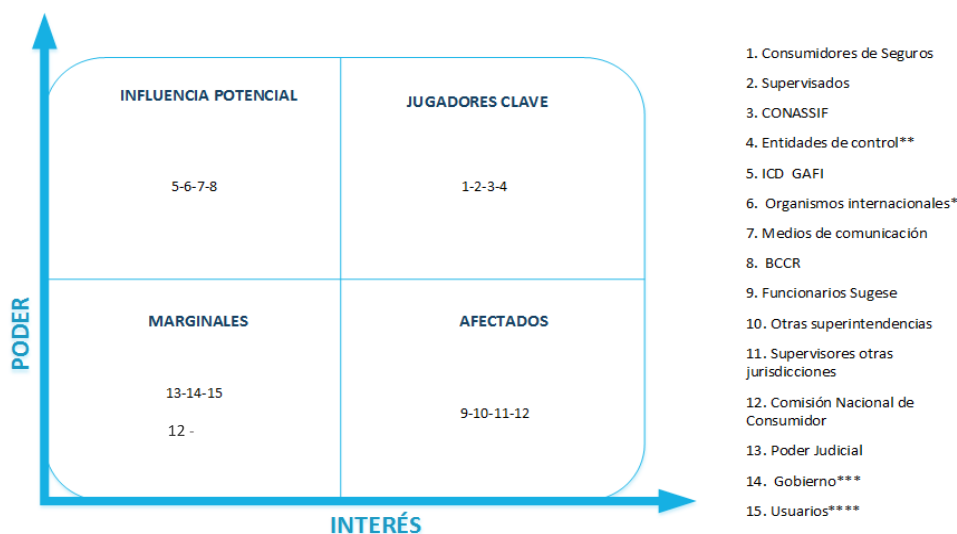 INFLUENCIA POTENCIAL
JUGADORES CLAVE
5-6-7-8
1-2-3-4
MARGINALES
AFECTADOS
13-14-15
12 -
9-10-11-12
PODER
INTERÉS
1. Consumidores de Seguros
2. Supervisados
3. CONASSIF
4. Entidades de control**
5. ICD GAFI
6. Organismos internacionales*
7. Medios de comunicación
8. BCCR
9. Funcionarios Sugese
10. Otras superintendencias
11. Supervisores otras
jurisdicciones
12. Comisión Nacional de
Consumidor
13. Poder Judicial
14. Gobierno***
15. Usuarios****